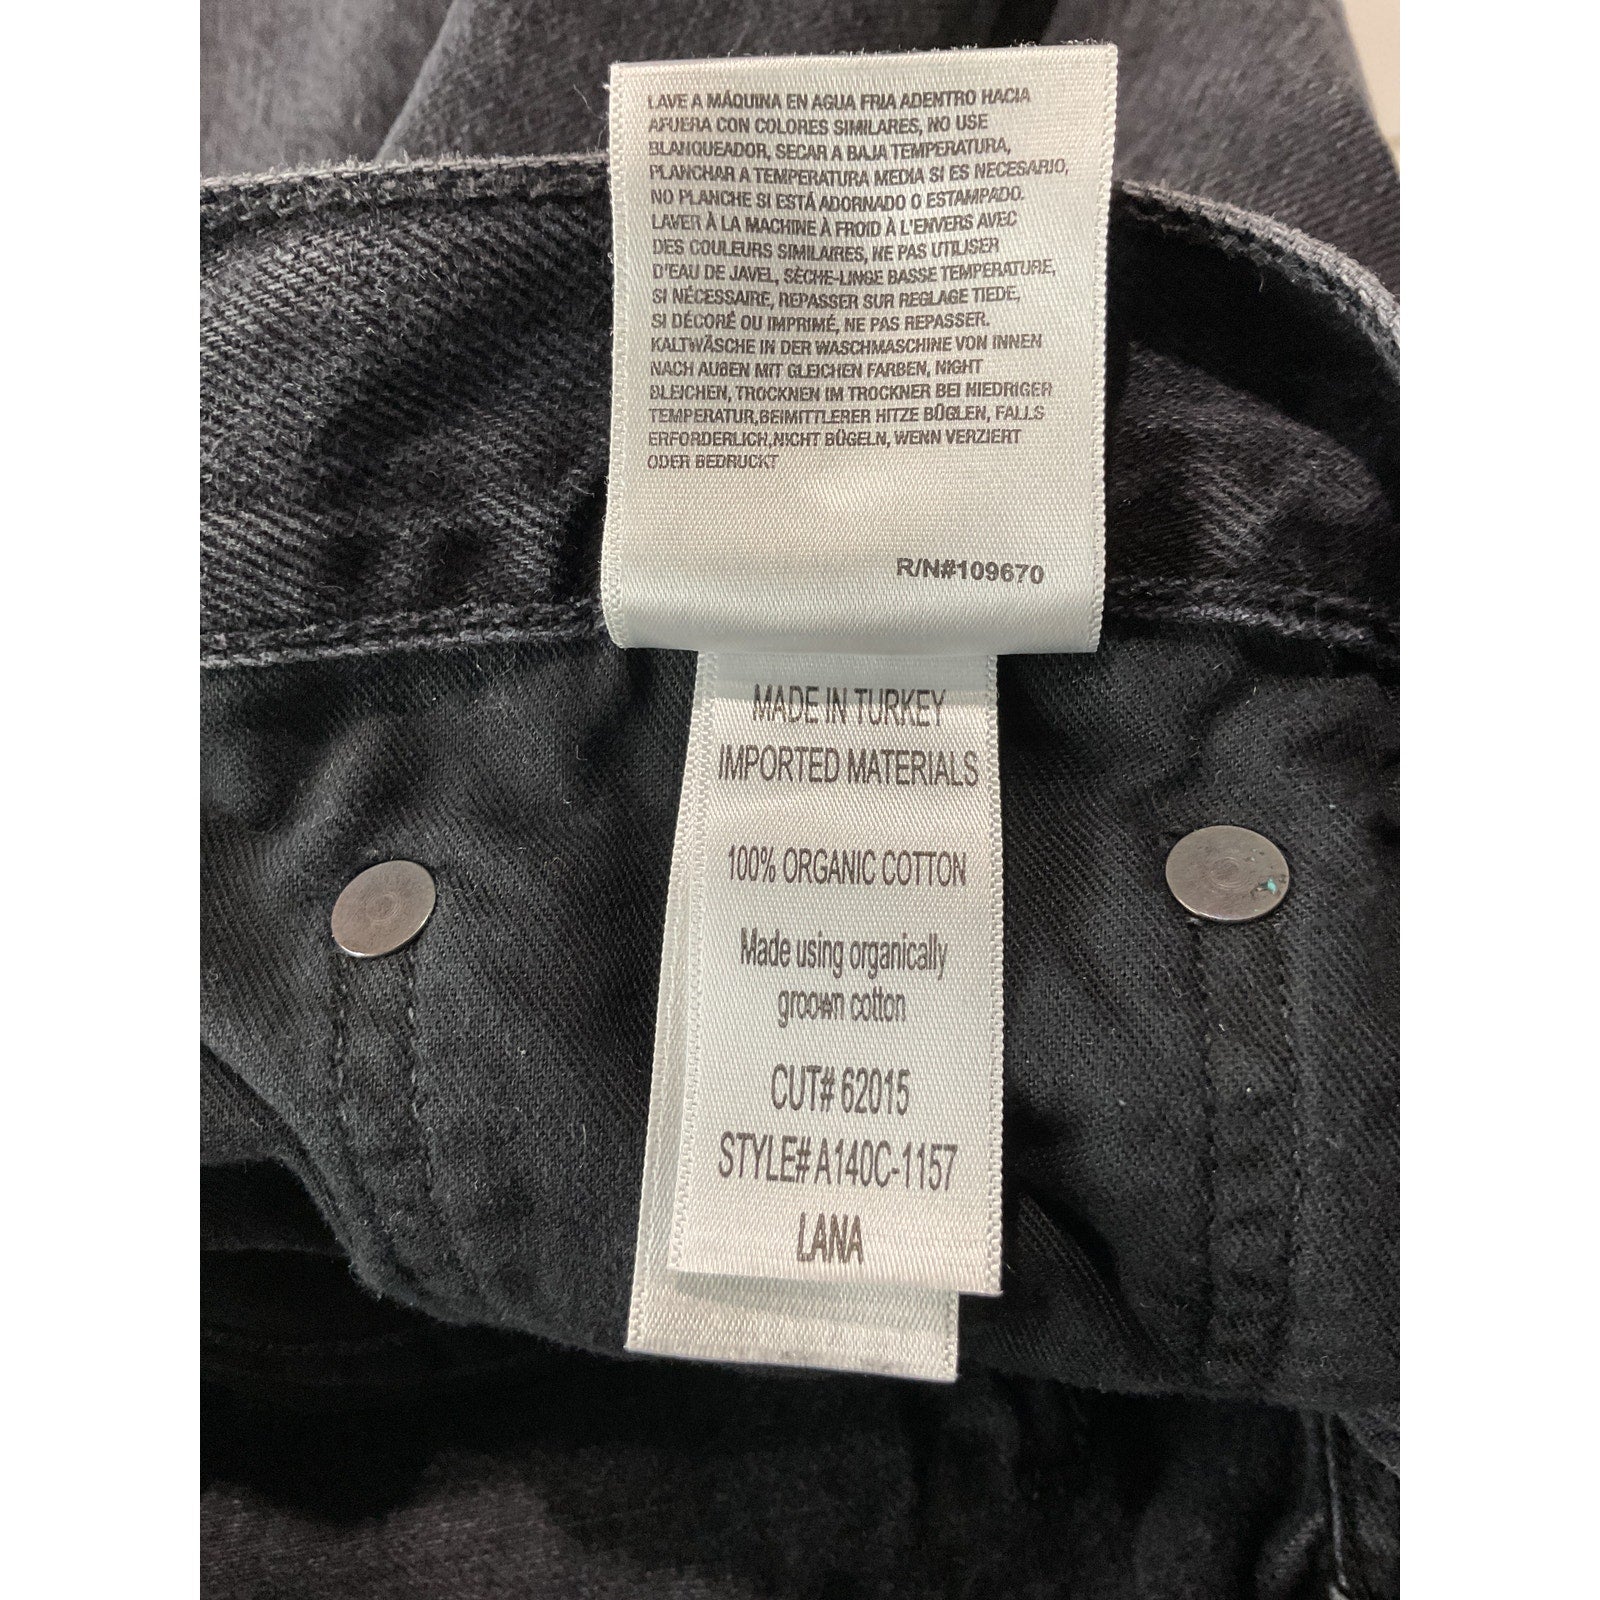 LAVE A MÁQUINA EN AGUA FRIA ADENTRO HACIA
AFUERA CON COLORES SIMILARES, NO USE
BLANQUEADOR, SECAR A BAJA TEMPERATURA,
PLANCHAR A TEMPERATURA MEDIA SI ES NECESARIO,
NO PLANCHE SI ESTÁ ADORNADO O ESTAMPADO.
LAVER À LA MACHINE À FROID À L'ENVERS AVEC
DES COULEURS SIMILAIRES, NE PAS UTILISER
D'EAU DE JAVEL, SÈCHE-LINGE BASSE TEMPERATURE,
SI NÉCESSAIRE, REPASSER SUR REGLAGE TIEDE,
SI DÉCORÉ OU IMPRIMÉ, NE PAS REPASSER.
KALTWÄSCHE IN DER WASCHMASCHINE VON INNEN
NACH AUßEN MIT GLEICHEN FARBEN, NIGHT
BLEICHEN, TROCKNEN IM TROCKNER BEI NIEDRIGER
TEMPERATUR,BEIMITTLERER HITZE BÜGLEN, FALLS
ERFORDERLICH,NICHT BÜGELN, WENN VERZIERT
ODER BEDRUCKT
R/N#109670
MADE IN TURKEY
IMPORTED MATERIALS
100% ORGANIC COTTON
Made using organically
groown cotton
CUT# 62015
STYLE# A140C-1157
LANA